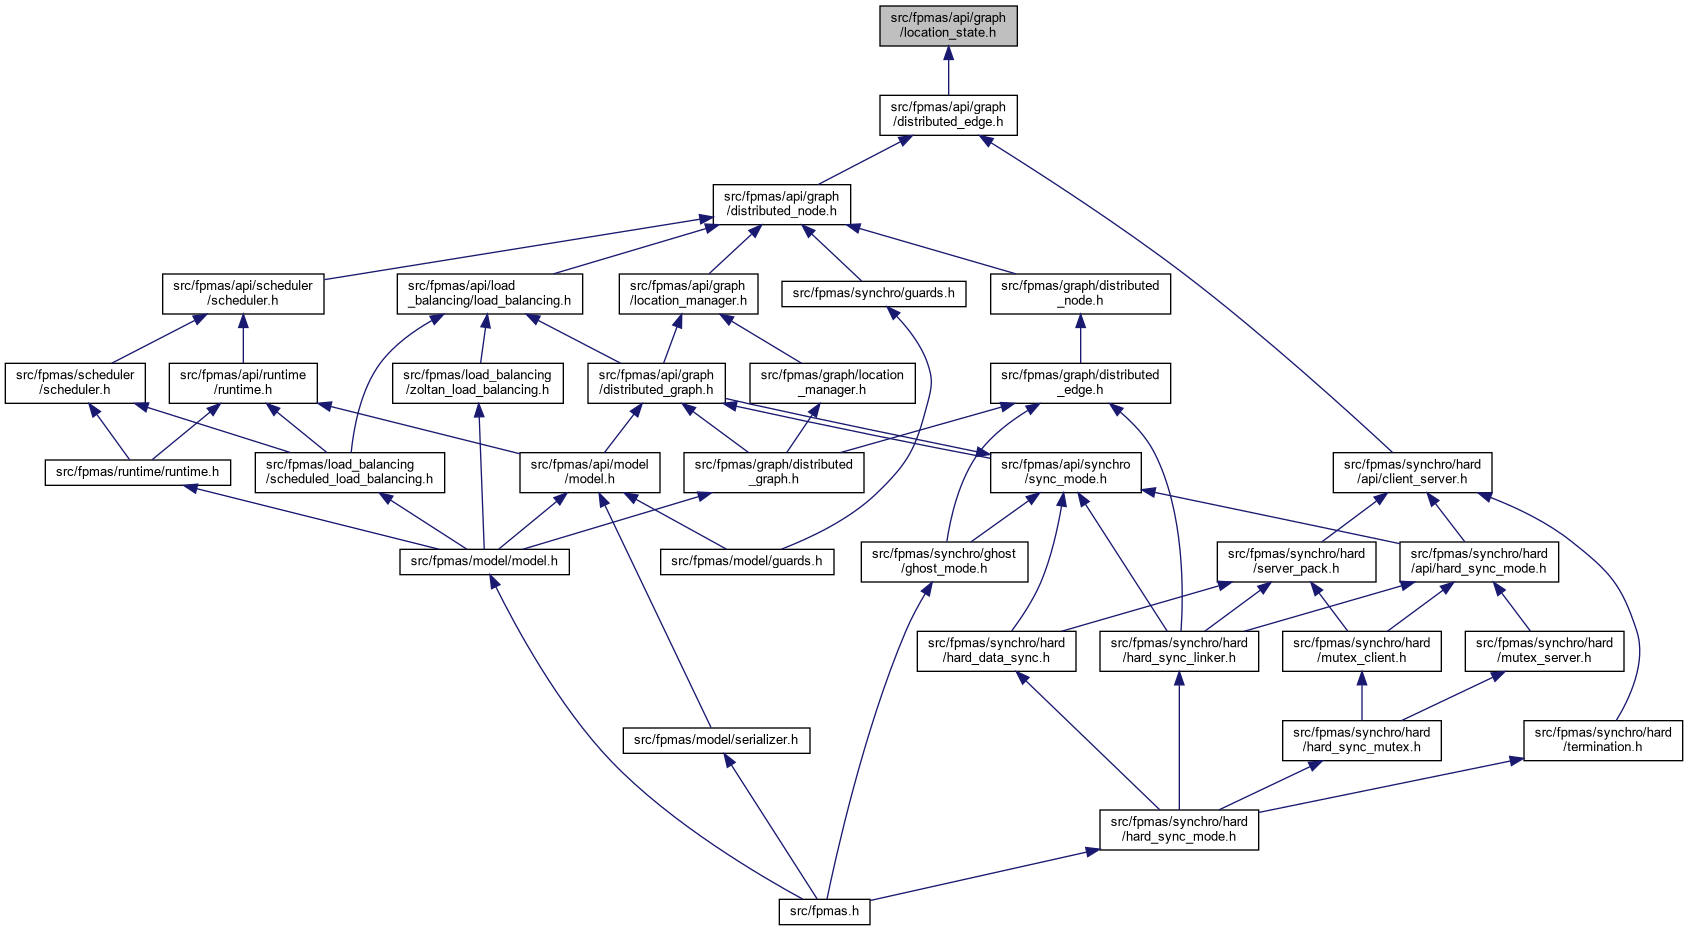 src/fpmas/api/graph
/location_state.h
src/fpmas/api/graph
/distributed_edge.h
src/fpmas/api/graph
/distributed_node.h
src/fpmas/api/scheduler
/scheduler.h
src/fpmas/api/load
_balancing/load_balancing.h
src/fpmas/api/graph
/location_manager.h
src/fpmas/synchro/guards.h
src/fpmas/graph/distributed
_node.h
src/fpmas/scheduler
/scheduler.h
src/fpmas/api/runtime
/runtime.h
src/fpmas/load_balancing
/zoltan_load_balancing.h
src/fpmas/api/graph
/distributed_graph.h
src/fpmas/graph/location
_manager.h
src/fpmas/graph/distributed
_edge.h
src/fpmas/runtime/runtime.h
src/fpmas/load_balancing
/scheduled_load_balancing.h
src/fpmas/api/model
/model.h
src/fpmas/graph/distributed
_graph.h
src/fpmas/api/synchro
/sync_mode.h
src/fpmas/synchro/hard
/api/client_server.h
src/fpmas/model/model.h
src/fpmas/model/guards.h
src/fpmas/synchro/ghost
/ghost_mode.h
src/fpmas/synchro/hard
/server_pack.h
src/fpmas/synchro/hard
/api/hard_sync_mode.h
src/fpmas/synchro/hard
/hard_data_sync.h
src/fpmas/synchro/hard
/hard_sync_linker.h
src/fpmas/synchro/hard
/mutex_client.h
src/fpmas/synchro/hard
/mutex_server.h
src/fpmas/model/serializer.h
src/fpmas/synchro/hard
/hard_sync_mutex.h
src/fpmas/synchro/hard
/termination.h
src/fpmas/synchro/hard
/hard_sync_mode.h
src/fpmas.h